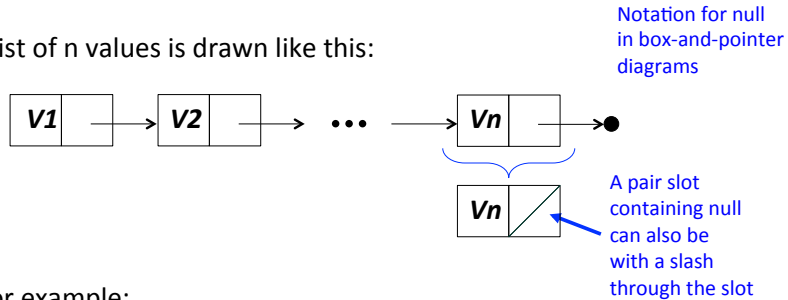 Notation for null
in box-and-pointer
diagrams
ist of n values is drawn like this:
V1 V2 ••• Vn
Vn
A pair slot
containing null
can also be
with a slash
through the slot
or example: